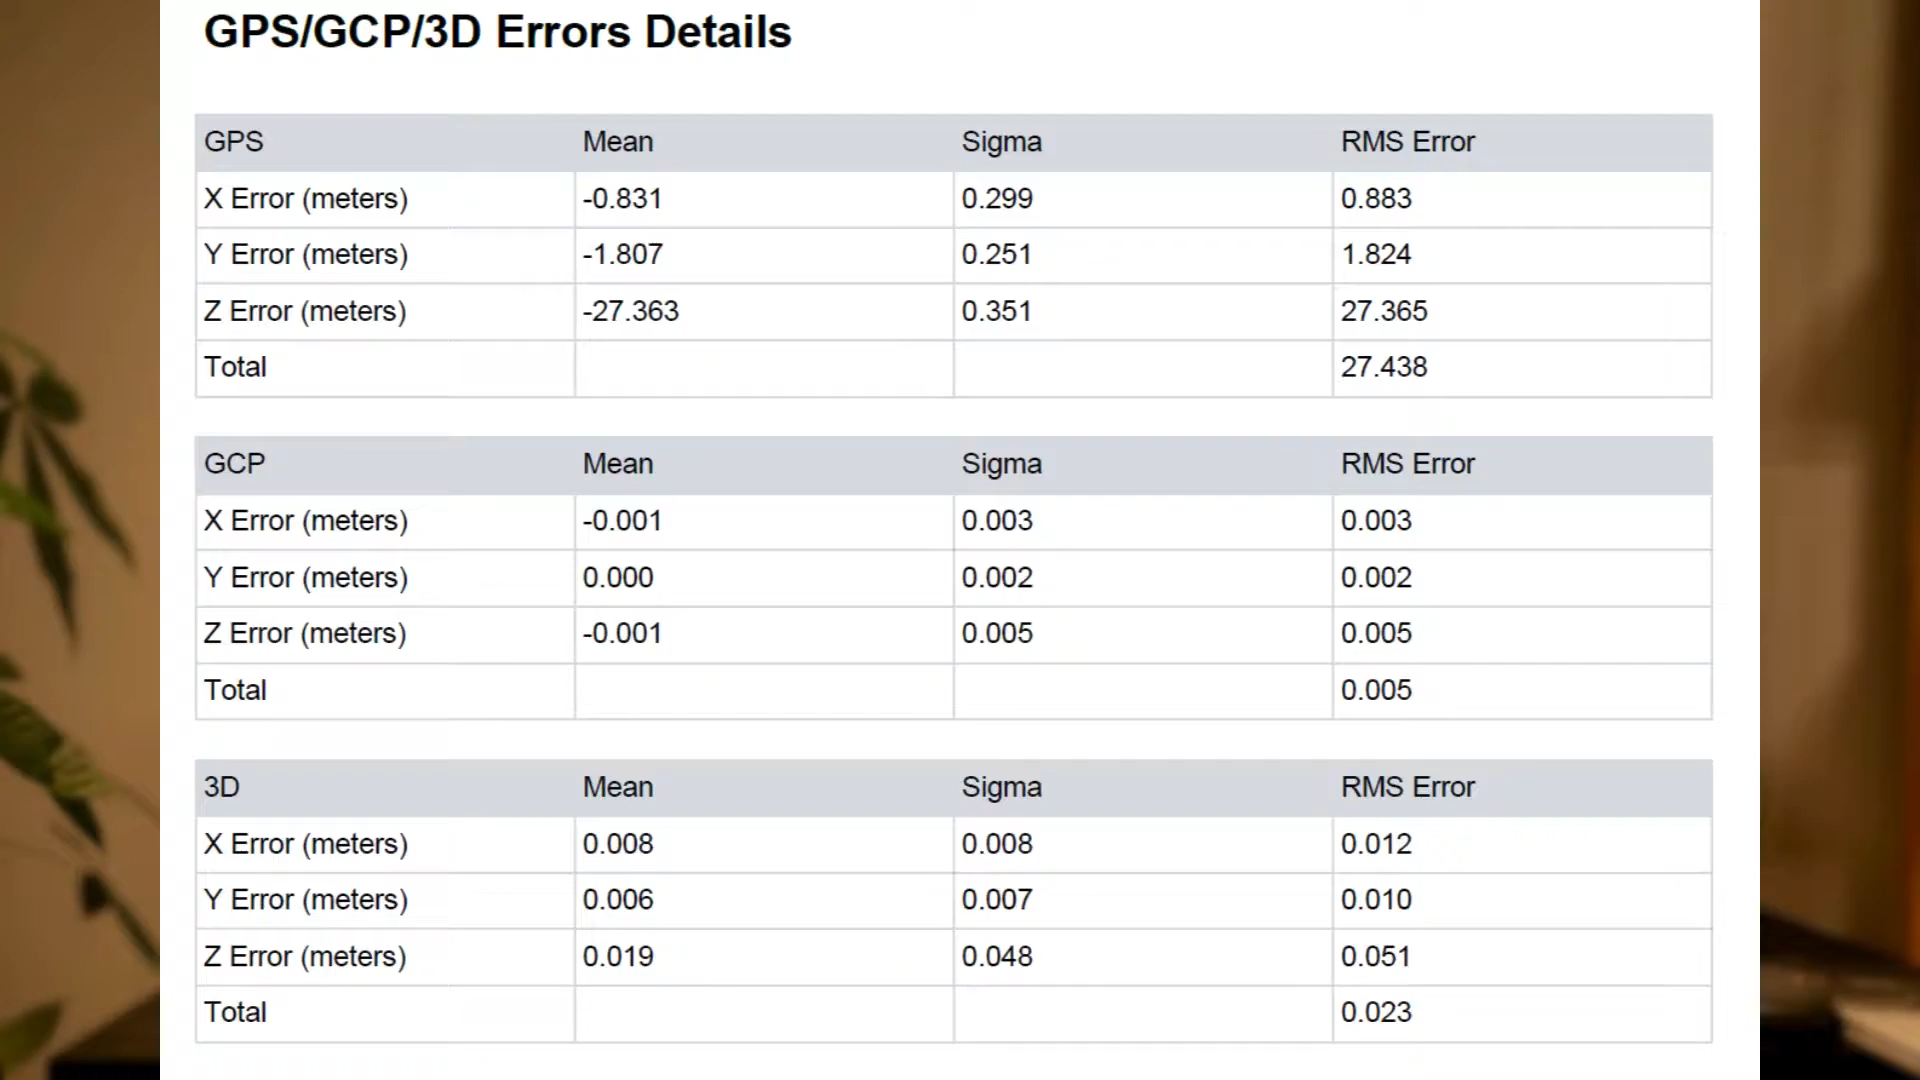 GPS/GCP/3D Errors Details
GPS Mean Sigma RMS Error
X Error (meters) -0.831 0.299 0.883
Y Error (meters) -1.807 0.251 1.824
Z Error (meters) -27.363 0.351 27.365
Total 27.438
GCP Mean Sigma RMS Error
X Error (meters) -0.001 0.003 0.003
Y Error (meters) 0.000 0.002 0.002
Z Error (meters) -0.001 0.005 0.005
Total 0.005
3D Mean Sigma RMS Error
X Error (meters) 0.008 0.008 0.012
Y Error (meters) 0.006 0.007 0.010
Z Error (meters) 0.019 0.048 0.051
Total 0.023